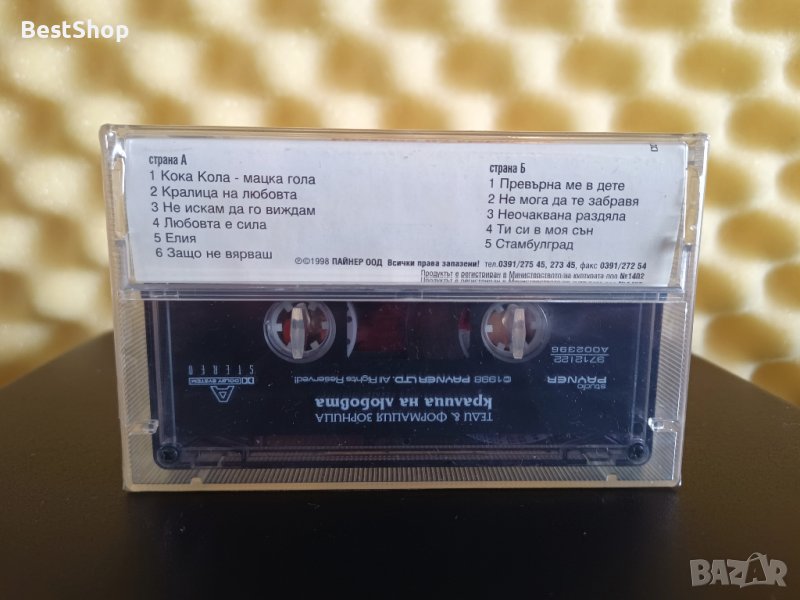 BestShop
страна А
1 Кока Кола - мацка гола
2 Кралица на любовта
3 Не искам да го виждам
4 Любовта е сила
5 Елия
6 Защо не вярваш
страна Б
1 Превърна ме в дете
2 Не мога да те забравя
3 Неочаквана раздяла
4 Ти си в моя сън
5 Стамбулград
℗©1998 ПАЙНЕР ООД Всички права запазени! тел.0391/275 45, 273 45, факс 0391/272 54
Продуктът е регистриран в Министерството на културата под №1402
ТЕДИ & ФОРМАЦИЯ ЗОРНИЦА
Кралица на любовта
©1998 PAYNER LTD. All Rights Reserved!
studio
PAYNER
9712122
A002396
A
DOLBY SYSTEM
STEREO
BAZAR